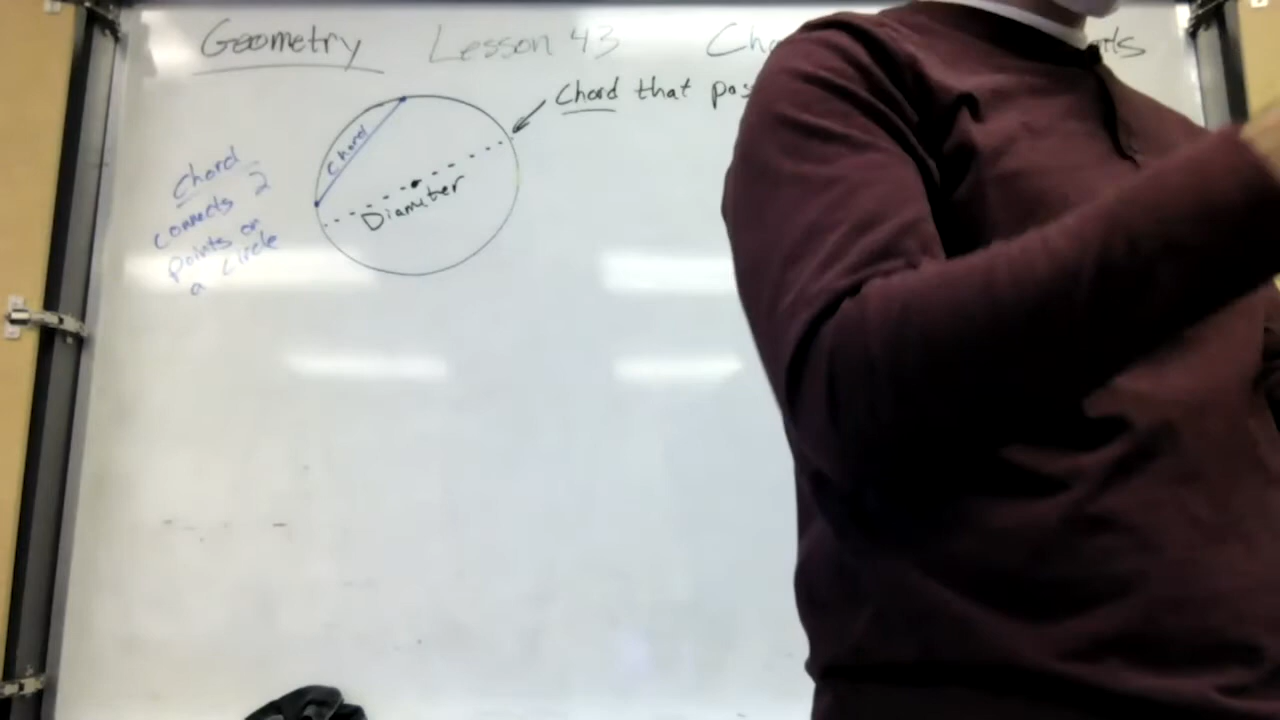 Geometry Lesson 43
Chord that pas
Chord
connects 2
points on
a circle
Chord
Diameter